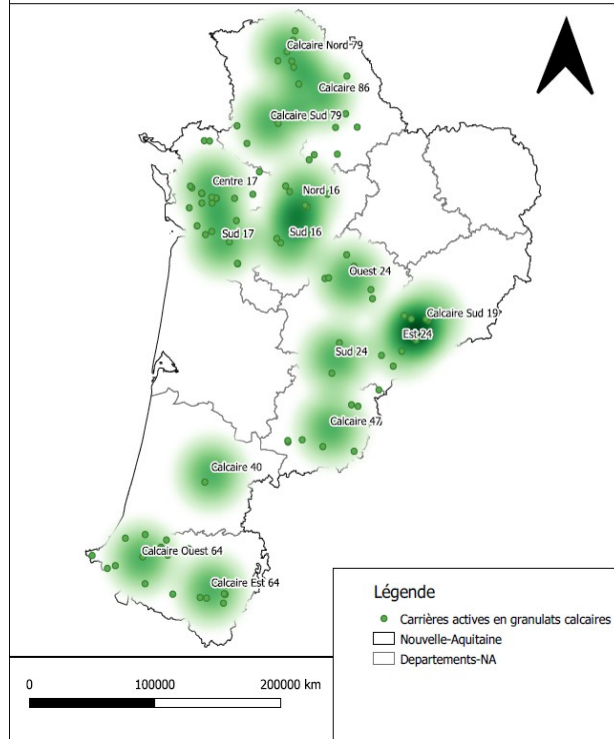 Calcaire Nord 79
Calcaire 86
Calcaire Sud 79
Centre 17
Nord 16
Sud 17
Sud 16
Ouest 24
Calcaire Sud 19
Est 24
Sud 24
Calcaire 47
Calcaire 40
Calcaire Ouest 64
Calcaire Est 64
Légende
Carrières actives en granulats calcaires
Nouvelle-Aquitaine
Departements-NA
0 100000 200000 km